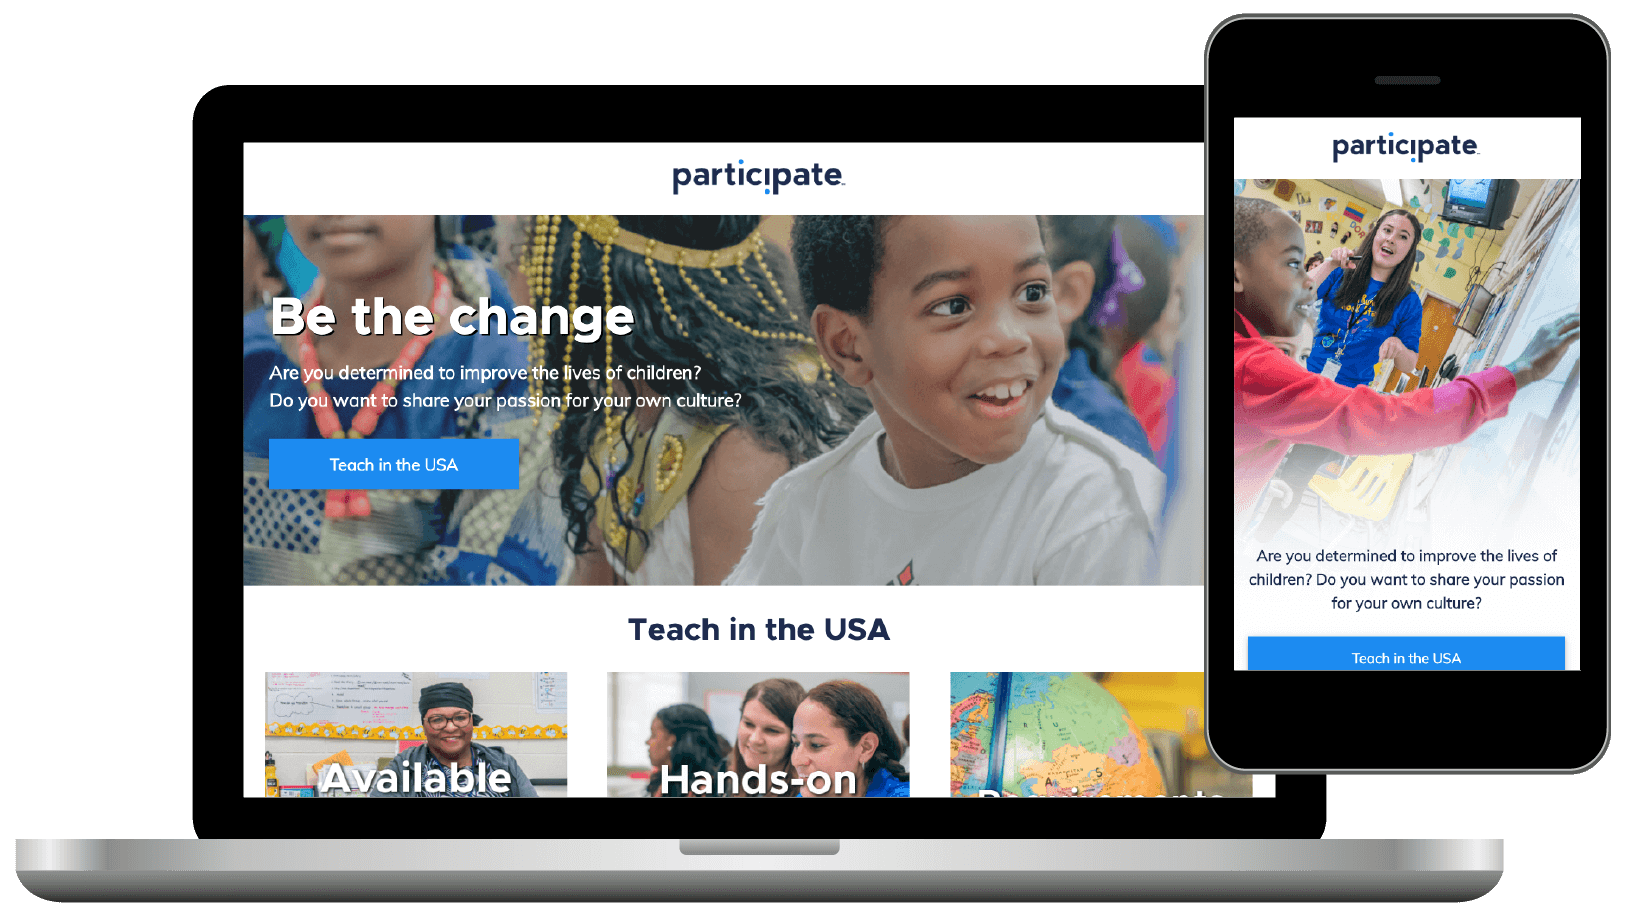 participate
Be the change
Are you determined to improve the lives of children?
Do you want to share your passion for your own culture?
Teach in the USA
Teach in the USA
Available
Hands-on
Requirements
participate
Are you determined to improve the lives of
children? Do you want to share your passion
for your own culture?
Teach in the USA